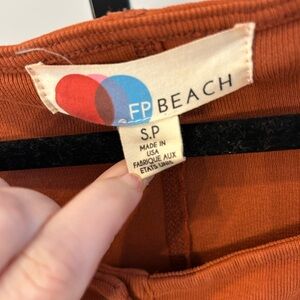 FP BEACH
S.P
MADE IN
USA
FABRIQUE AUX
ETATS UNIS